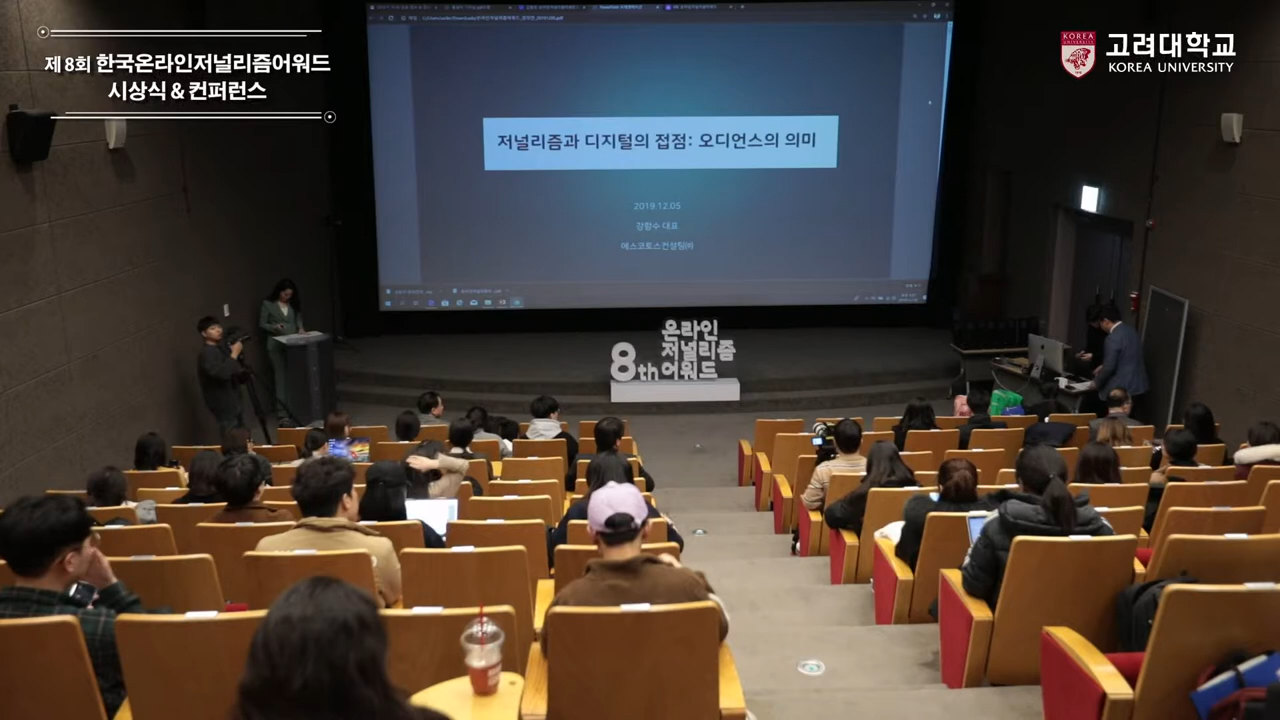 제 8회 한국온라인저널리즘어워드
시상식 & 컨퍼런스
KOREA
고려대학교
KOREA UNIVERSITY
저널리즘과 디지털의 접점: 오디언스의 의미
2019.12.05
강함수 대표
에스코토스컨설팅㈜
8th
온라인
저널리즘
어워드